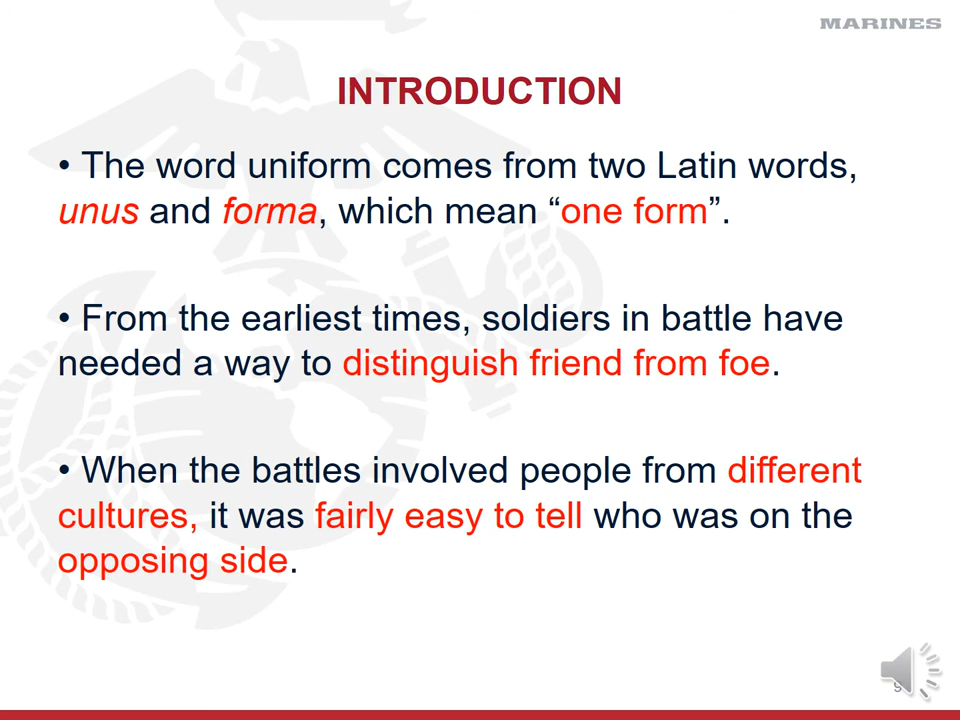 MARINES
INTRODUCTION
• The word uniform comes from two Latin words,
unus and forma, which mean “one form”.
• From the earliest times, soldiers in battle have
needed a way to distinguish friend from foe.
• When the battles involved people from different
cultures, it was fairly easy to tell who was on the
opposing side.